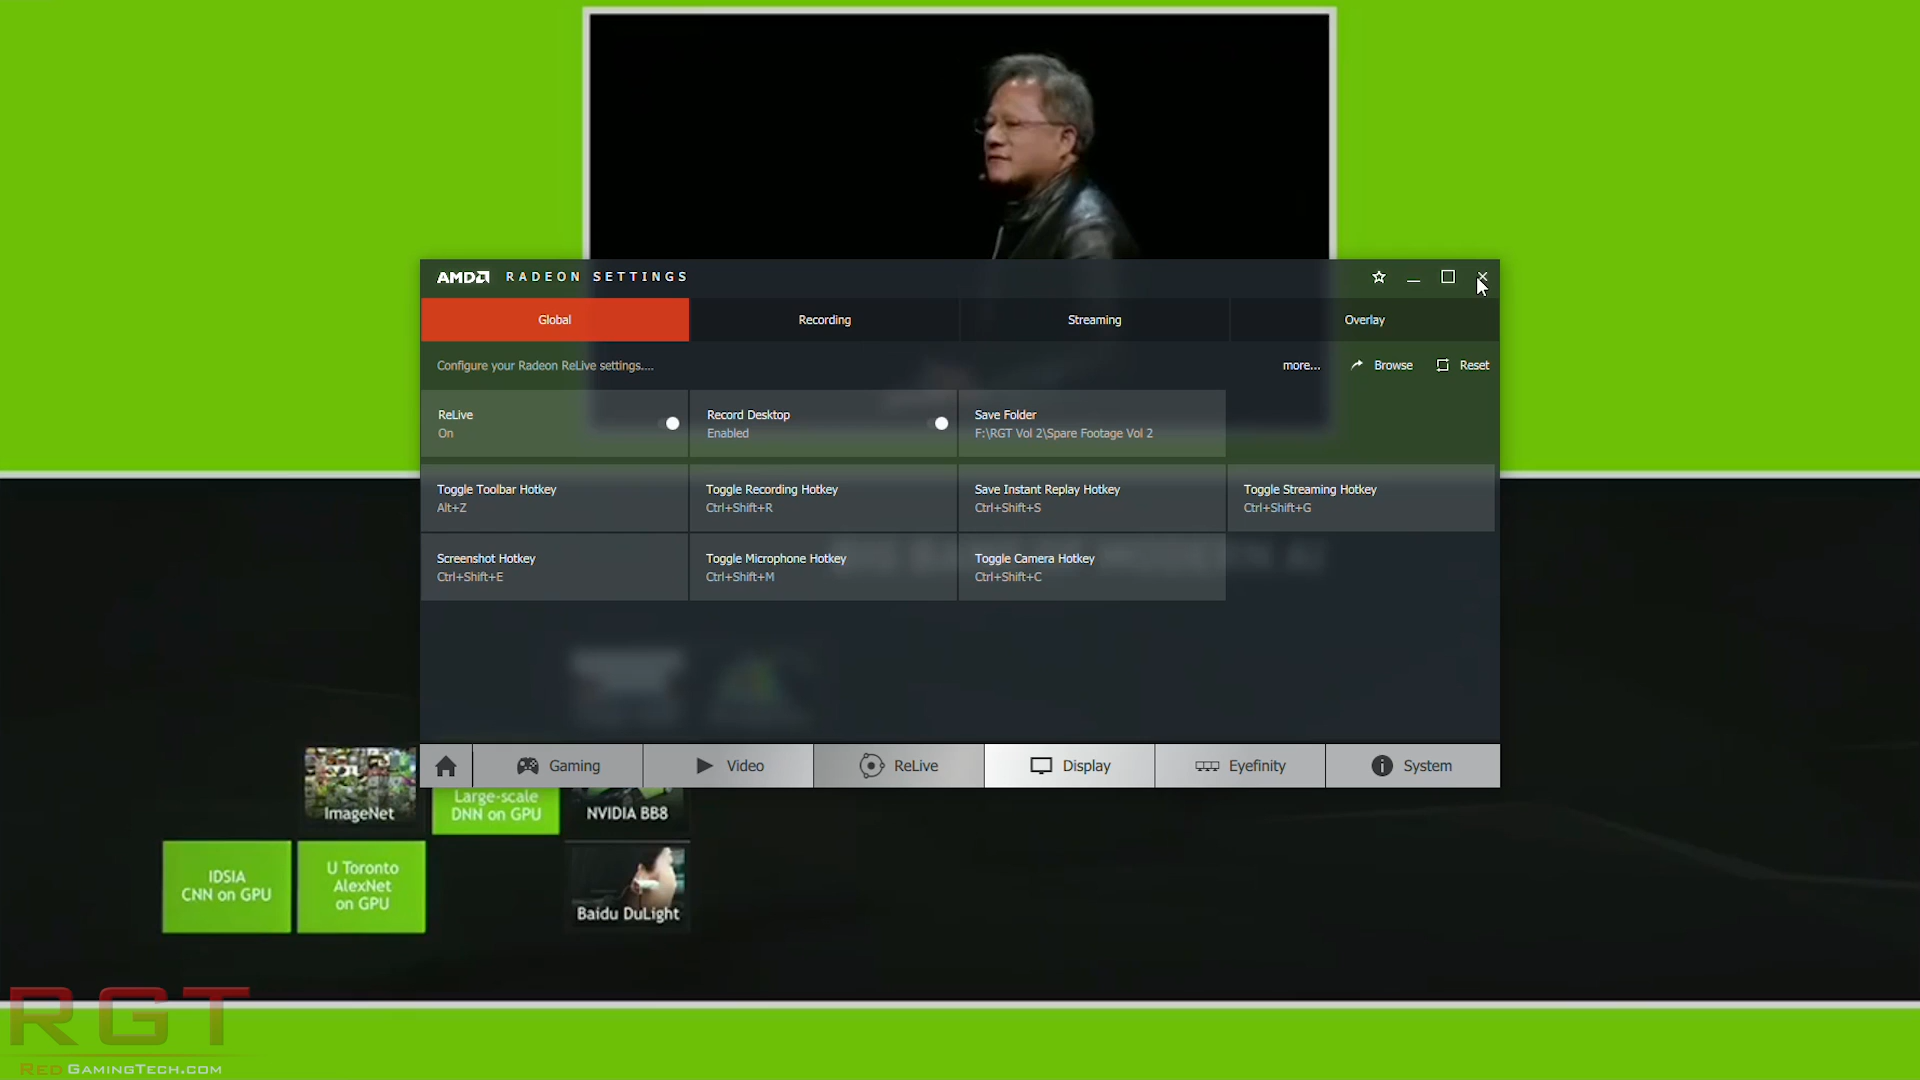 AMD RADEON SETTINGS
Global
Recording
Streaming
Overlay
Configure your Radeon ReLive settings....
more...
Browse
Reset
ReLive
On
Record Desktop
Enabled
Save Folder
F:\RGT Vol 2\Spare Footage Vol 2
Toggle Toolbar Hotkey
Alt+Z
Toggle Recording Hotkey
Ctrl+Shift+R
Save Instant Replay Hotkey
Ctrl+Shift+S
Toggle Streaming Hotkey
Ctrl+Shift+G
Screenshot Hotkey
Ctrl+Shift+E
Toggle Microphone Hotkey
Ctrl+Shift+M
Toggle Camera Hotkey
Ctrl+Shift+C
Gaming
Video
ReLive
Display
Eyefinity
System
ImageNet
Large-scale
DNN on GPU
NVIDIA BB8
IDSIA
CNN on GPU
U Toronto
AlexNet
on GPU
Baidu DuLight
RGT
RedGamingTech.com